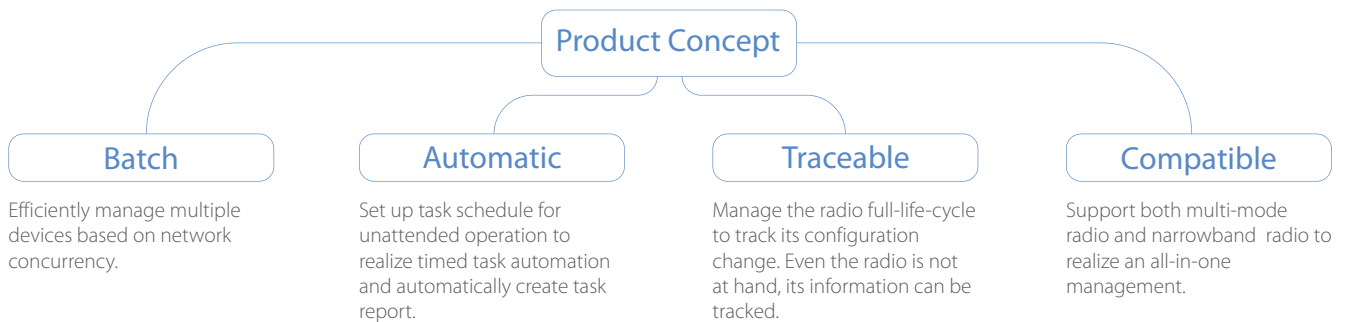 Product Concept
Batch
Efficiently manage multiple
devices based on network
concurrency.
Automatic
Set up task schedule for
unattended operation to
realize timed task automation
and automatically create task
report.
Traceable
Manage the radio full-life-cycle
to track its configuration
change. Even the radio is not
at hand, its information can be
tracked.
Compatible
Support both multi-mode
radio and narrowband radio to
realize an all-in-one
management.